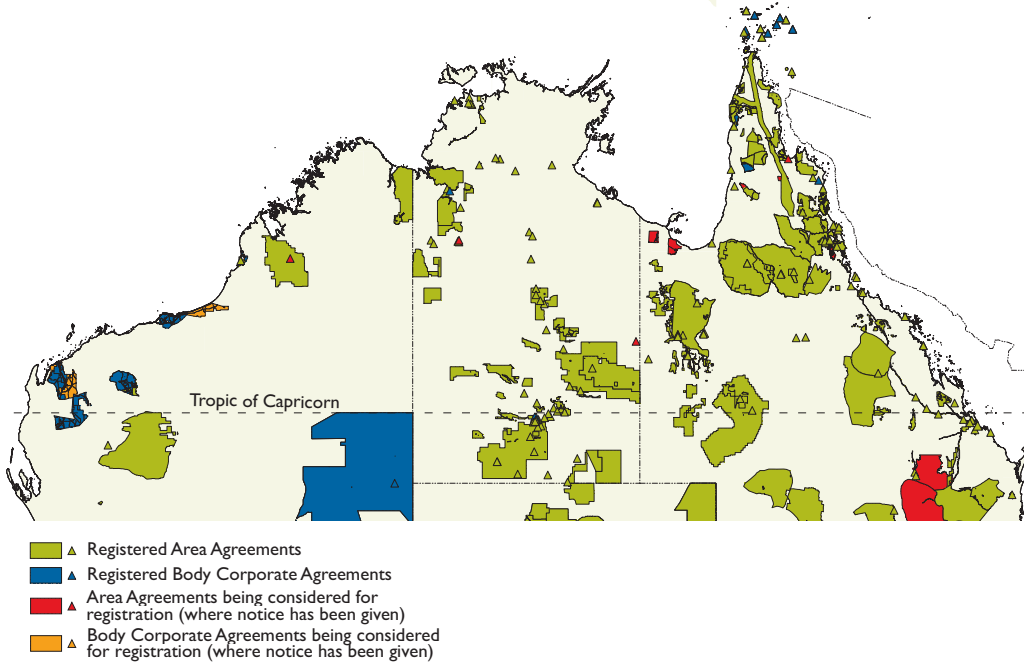 Tropic of Capricorn
Registered Area Agreements
Registered Body Corporate Agreements
Area Agreements being considered for
registration (where notice has been given)
Body Corporate Agreements being considered
for registration (where notice has been given)